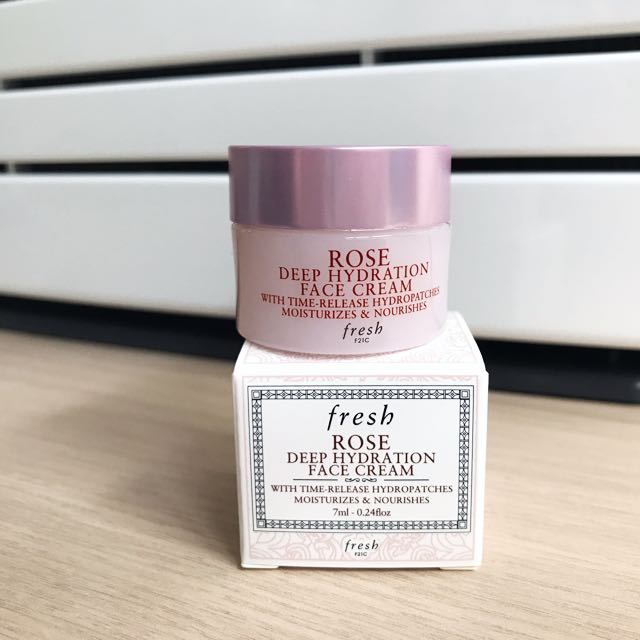 ROSE
DEEP HYDRATION
FACE CREAM
WITH TIME-RELEASE HYDROPATCHES
MOISTURIZES & NOURISHES
fresh
F21C
fresh
ROSE
DEEP HYDRATION
FACE CREAM
WITH TIME-RELEASE HYDROPATCHES
MOISTURIZES & NOURISHES
7ml - 0.24floz
fresh
F21C